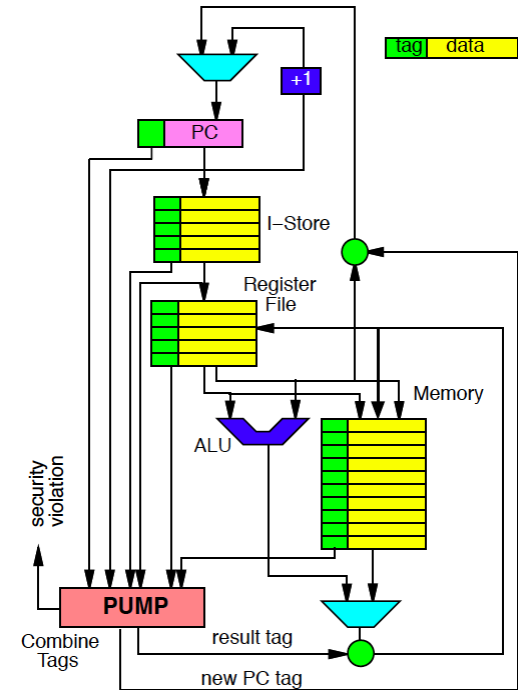 tag data
+1
PC
I–Store
Register
File
Memory
ALU
security
violation
PUMP
Combine
Tags
result tag
new PC tag